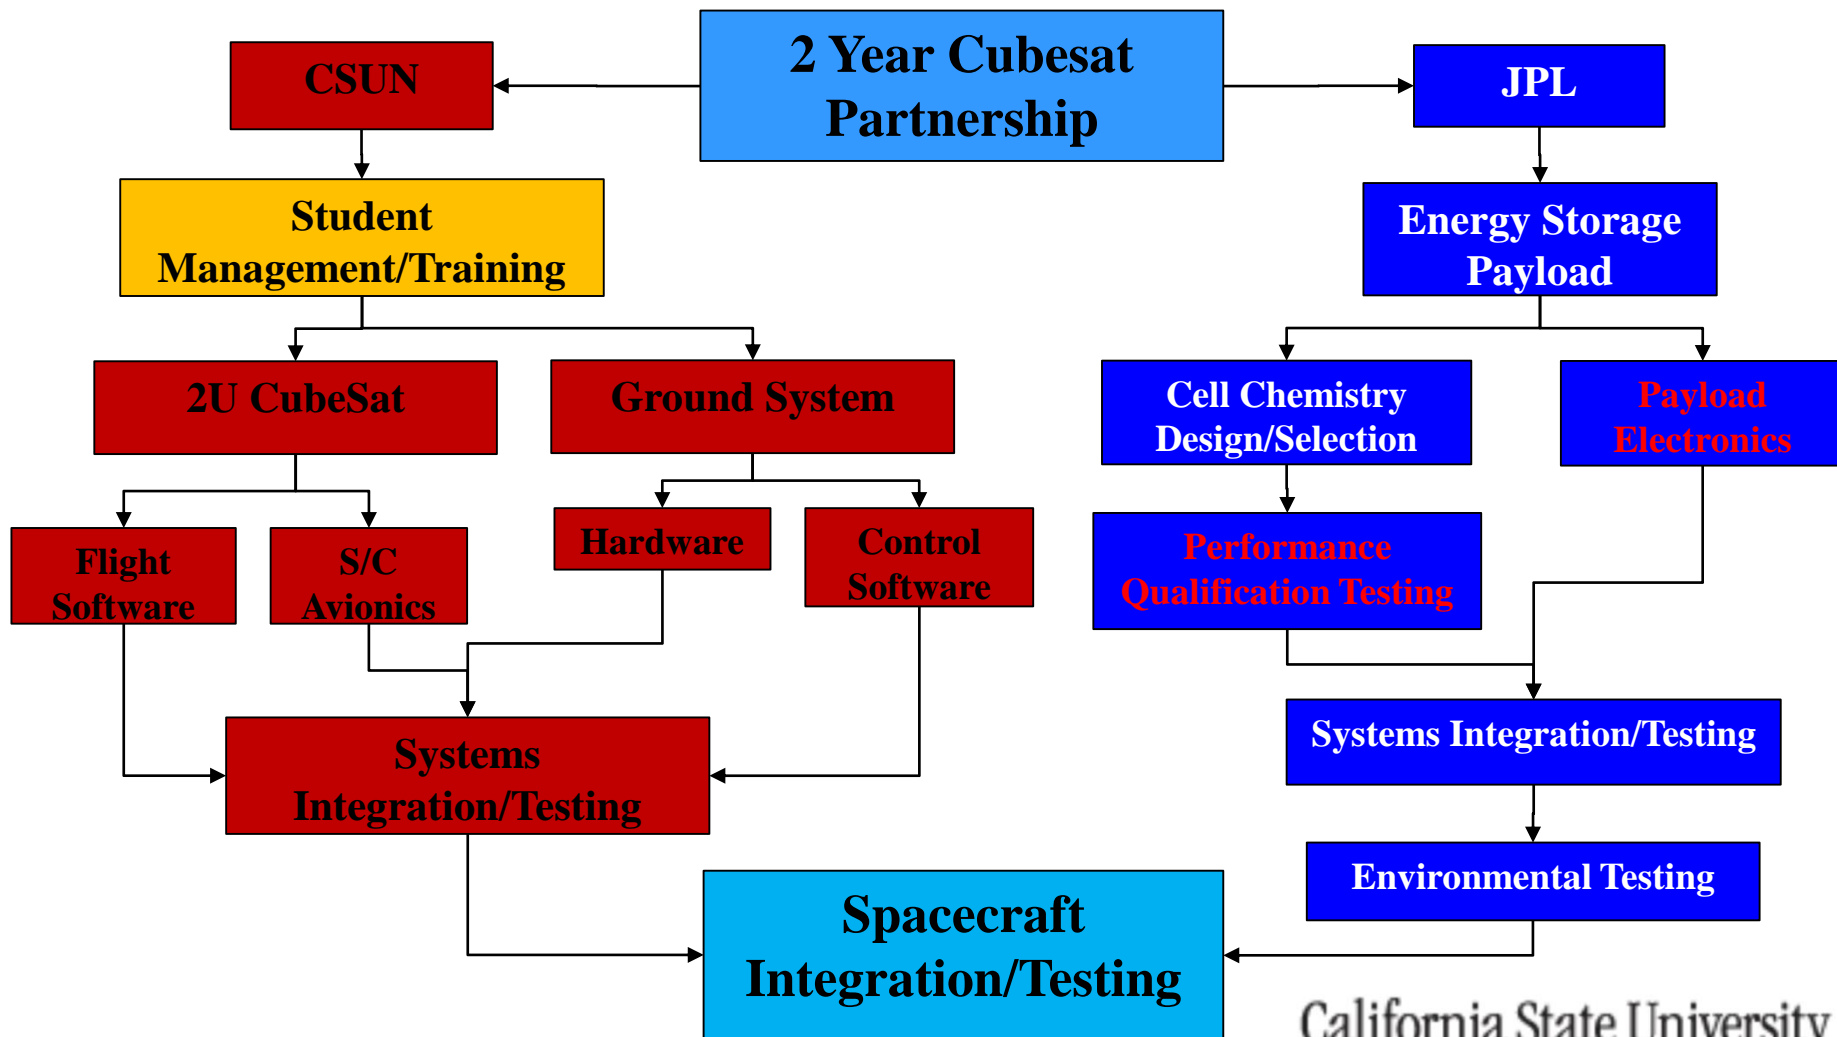 2 Year Cubesat
Partnership
CSUN
JPL
Student
Management/Training
Energy Storage
Payload
2U CubeSat
Ground System
Cell Chemistry
Design/Selection
Payload
Electronics
Flight
Software
S/C
Avionics
Hardware
Control
Software
Performance
Qualification Testing
Systems
Integration/Testing
Systems Integration/Testing
Environmental Testing
Spacecraft
Integration/Testing
California State University